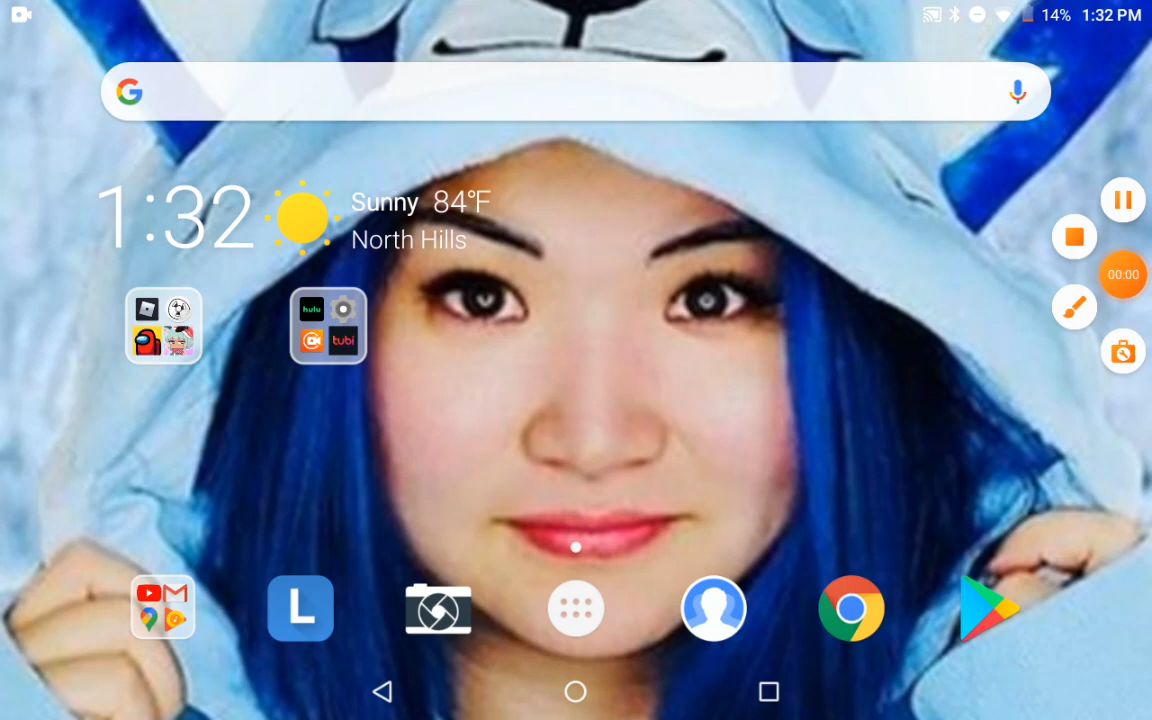 14% 1:32 PM
1:32
Sunny 84°F
North Hills
00:00
hulu
tubi
L